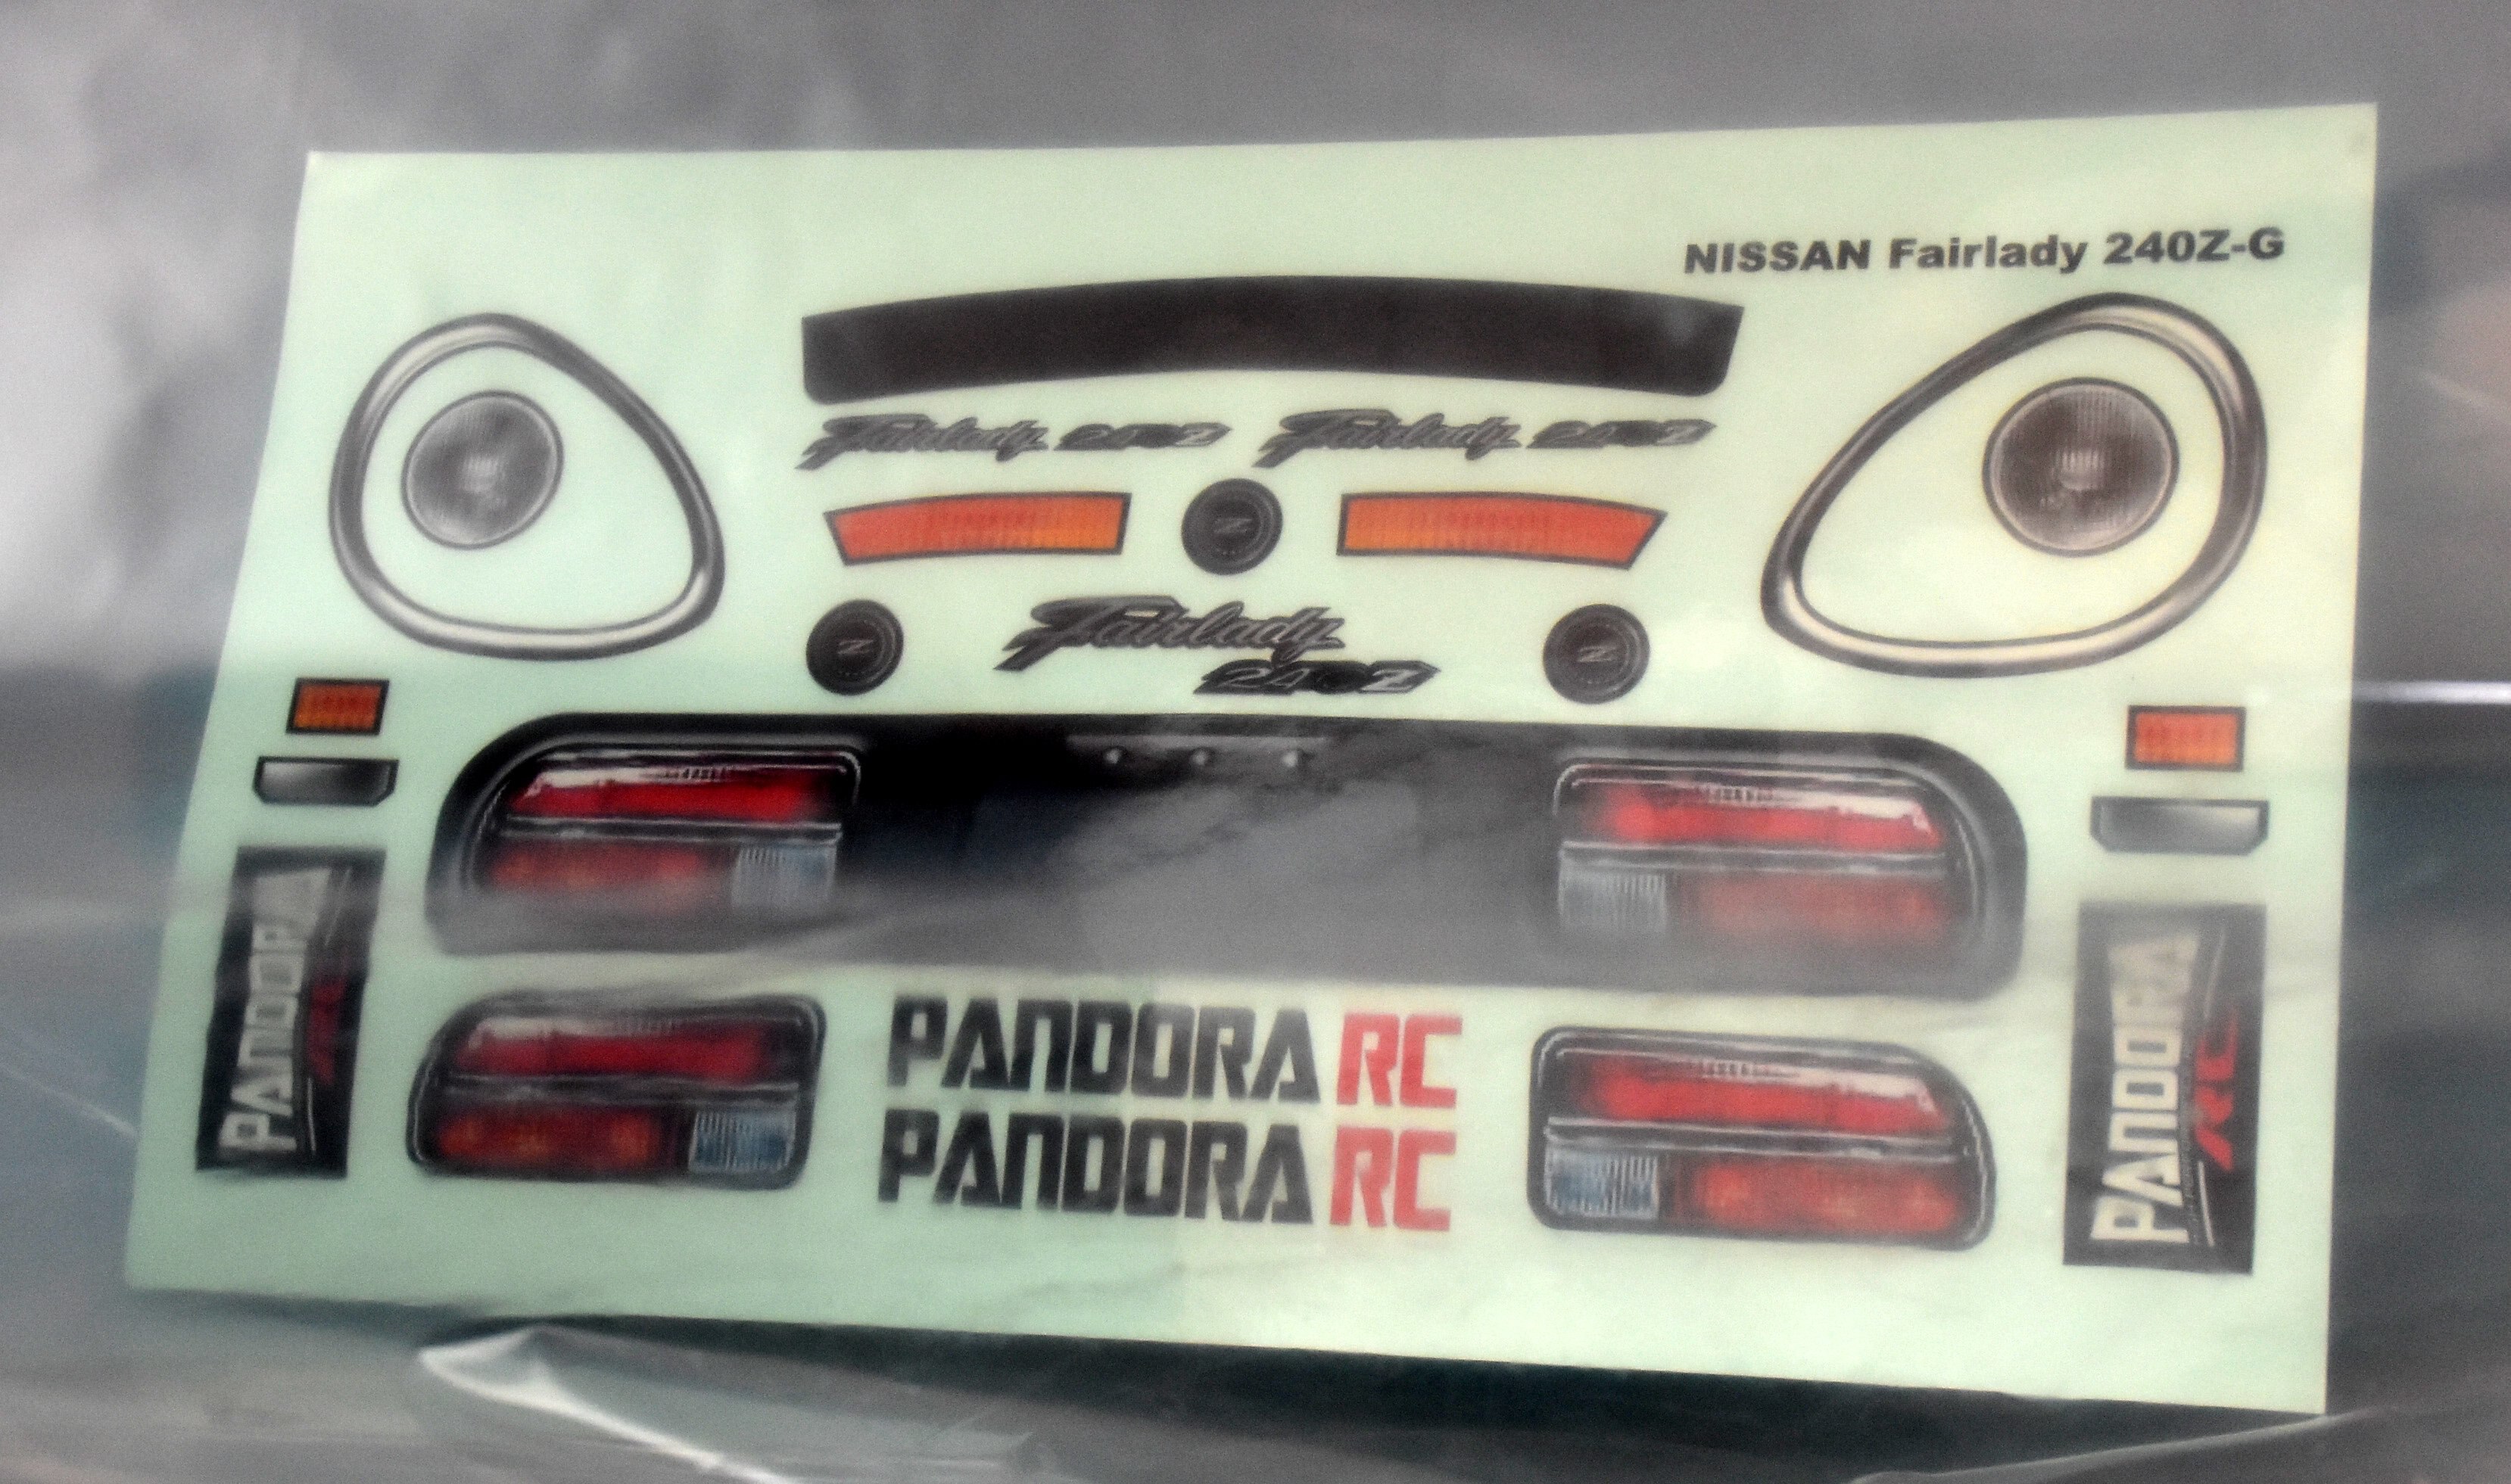 NISSAN Fairlady 240Z-G
Fairlady 240Z
Fairlady 240Z
Z
Z
Fairlady
240Z
Z
PANDORA RC
PANDORA RC
PANDORA RC
PANDORA RC